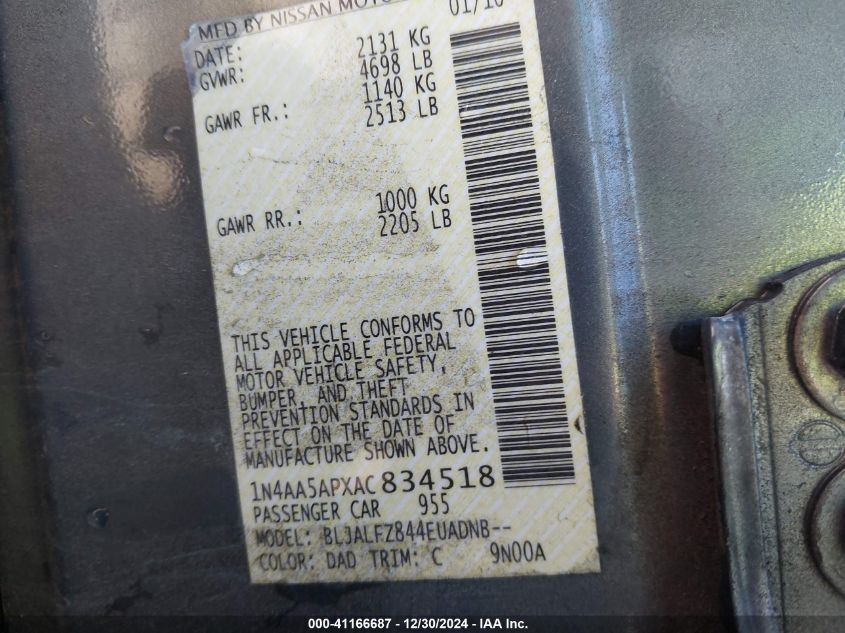 MFD BY NISSAN MOTOR
DATE: 01/10
GVWR: 2131 KG
4698 LB
GAWR FR.: 1140 KG
2513 LB
GAWR RR.: 1000 KG
2205 LB
THIS VEHICLE CONFORMS TO
ALL APPLICABLE FEDERAL
MOTOR VEHICLE SAFETY,
BUMPER, AND THEFT
PREVENTION STANDARDS IN
EFFECT ON THE DATE OF
MANUFACTURE SHOWN ABOVE.
1N4AA5APXAC834518
PASSENGER CAR 955
MODEL: BLJALFZ844EUADNB--
COLOR: DAD TRIM: C 9N00A
000-41166687 - 12/30/2024 - IAA Inc.